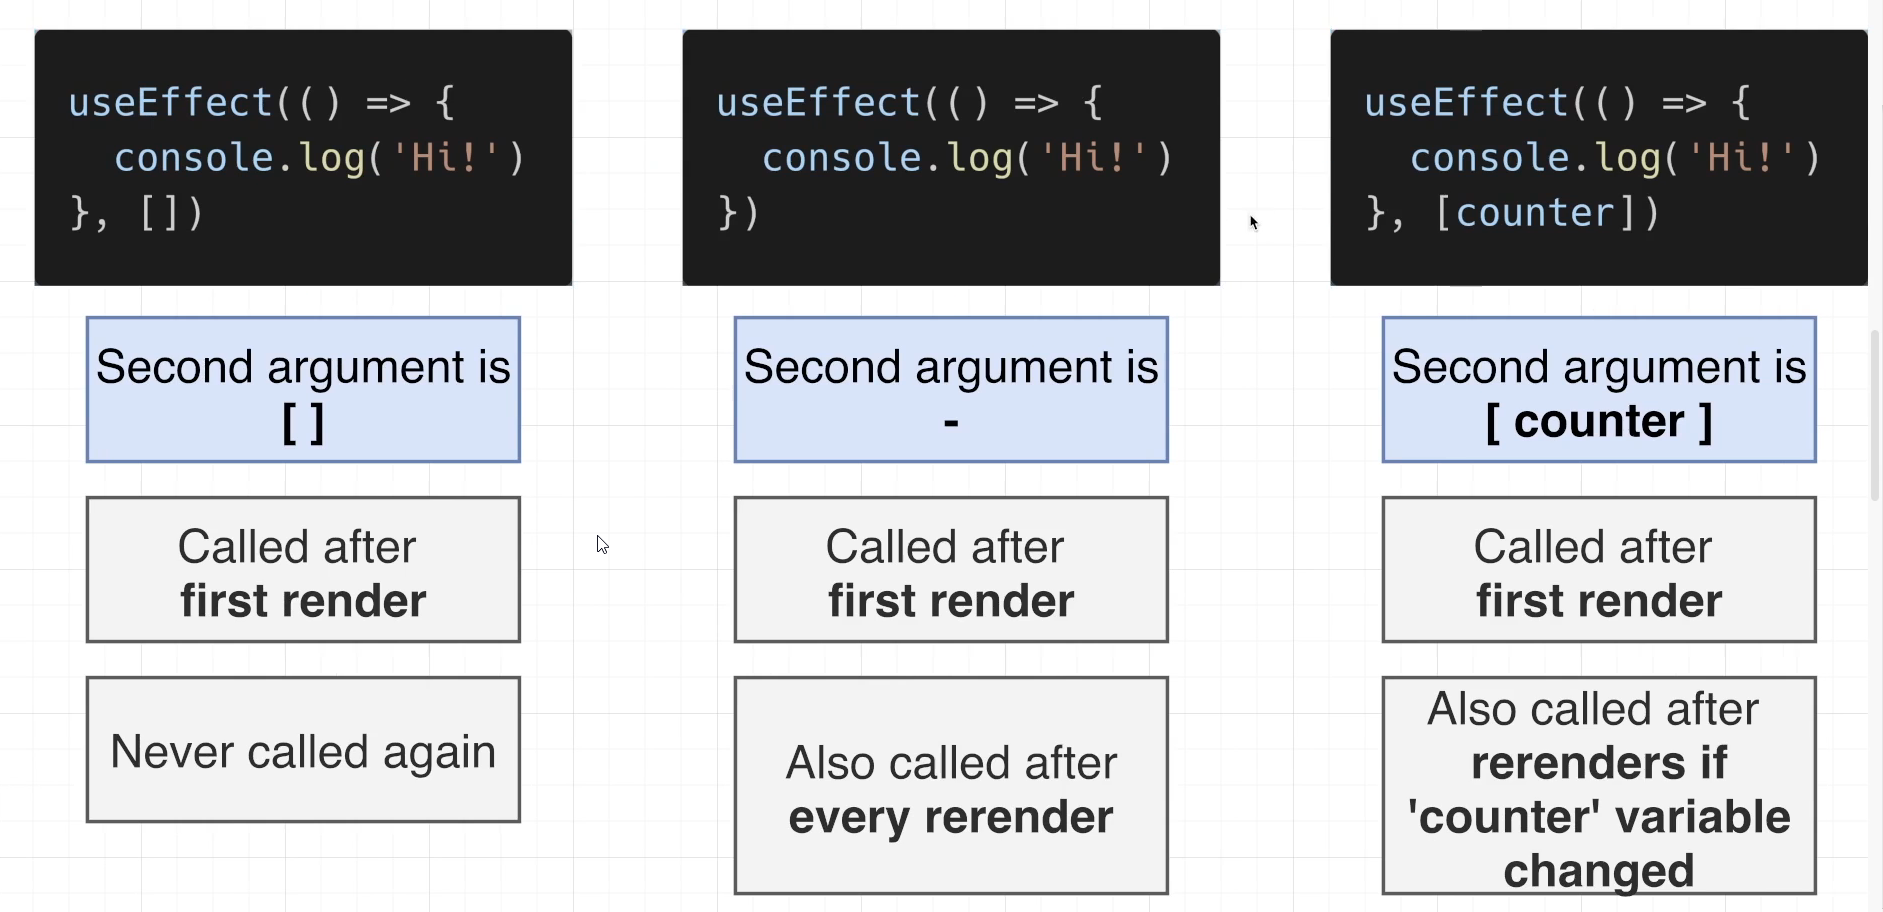 useEffect(() => {
  console.log('Hi!')
}, [])
useEffect(() => {
  console.log('Hi!')
})
useEffect(() => {
  console.log('Hi!')
}, [counter])
Second argument is
[ ]
Second argument is
-
Second argument is
[ counter ]
Called after
first render
Called after
first render
Called after
first render
Never called again
Also called after
every rerender
Also called after
rerenders if
'counter' variable
changed